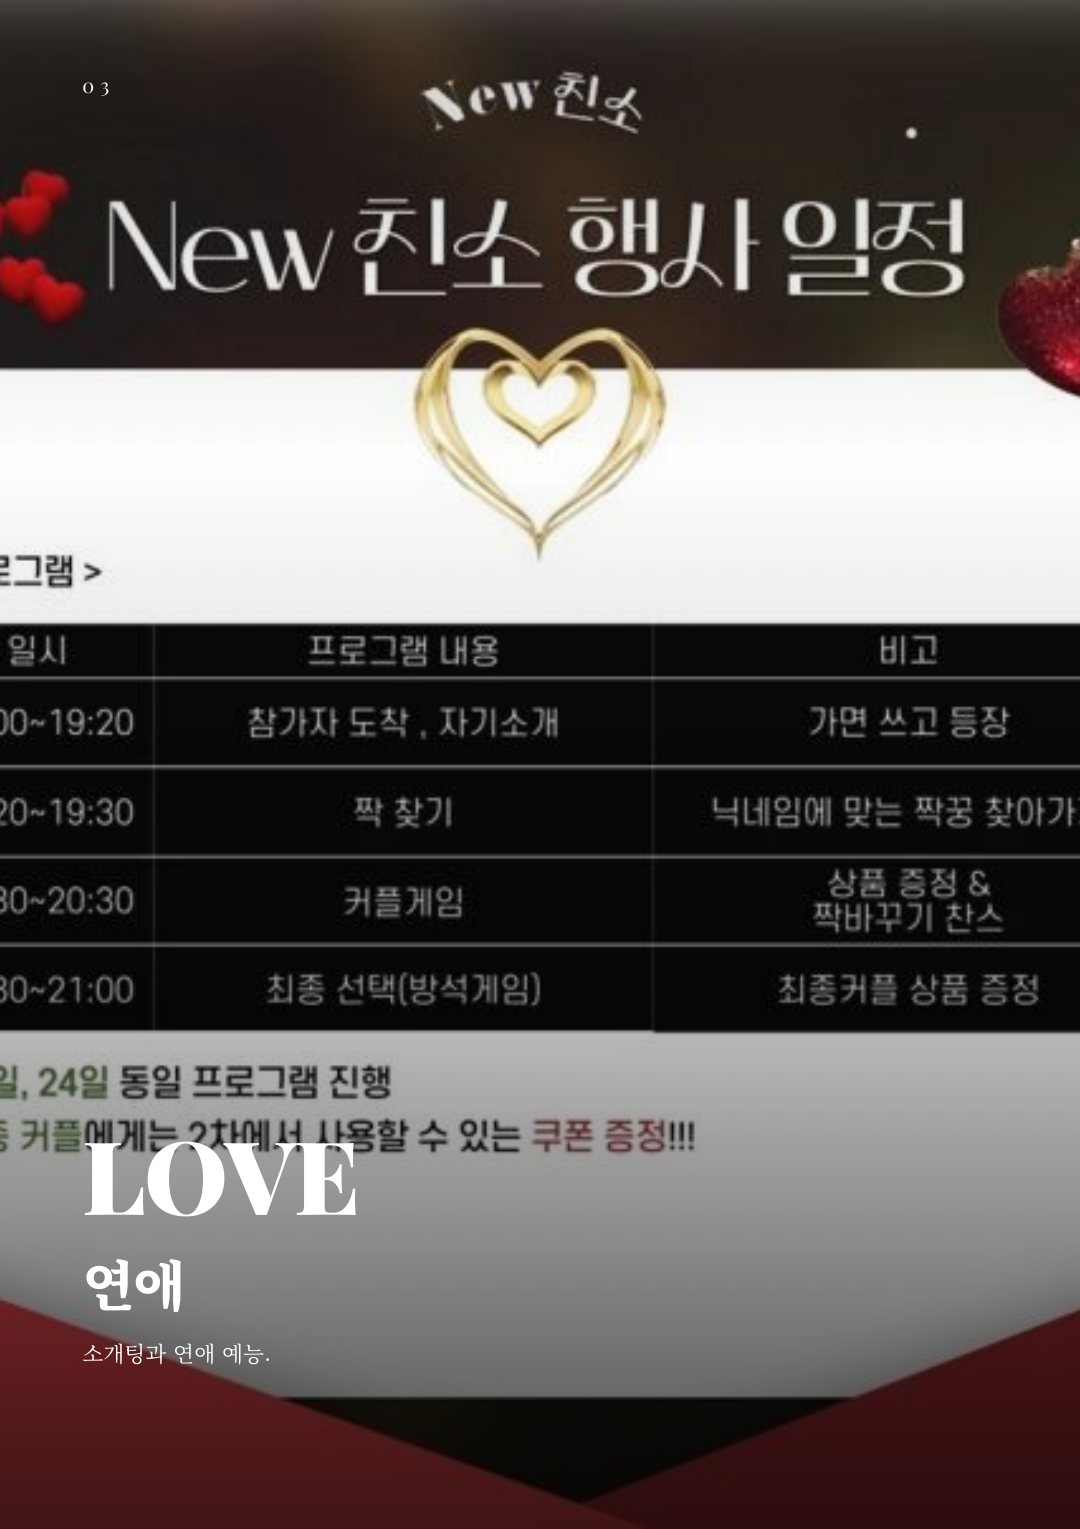 03
New 친소
New 친소 행사 일정
로그램 >
일시 프로그램 내용 비고
00~19:20 참가자 도착 , 자기소개 가면 쓰고 등장
20~19:30 짝 찾기 닉네임에 맞는 짝꿍 찾아가
30~20:30 커플게임 상품 증정 &
짝바꾸기 찬스
30~21:00 최종 선택(방석게임) 최종커플 상품 증정
일, 24일 동일 프로그램 진행
종 커플에게는 2차에서 사용할 수 있는 쿠폰 증정!!!
LOVE
연애
소개팅과 연애 예능.